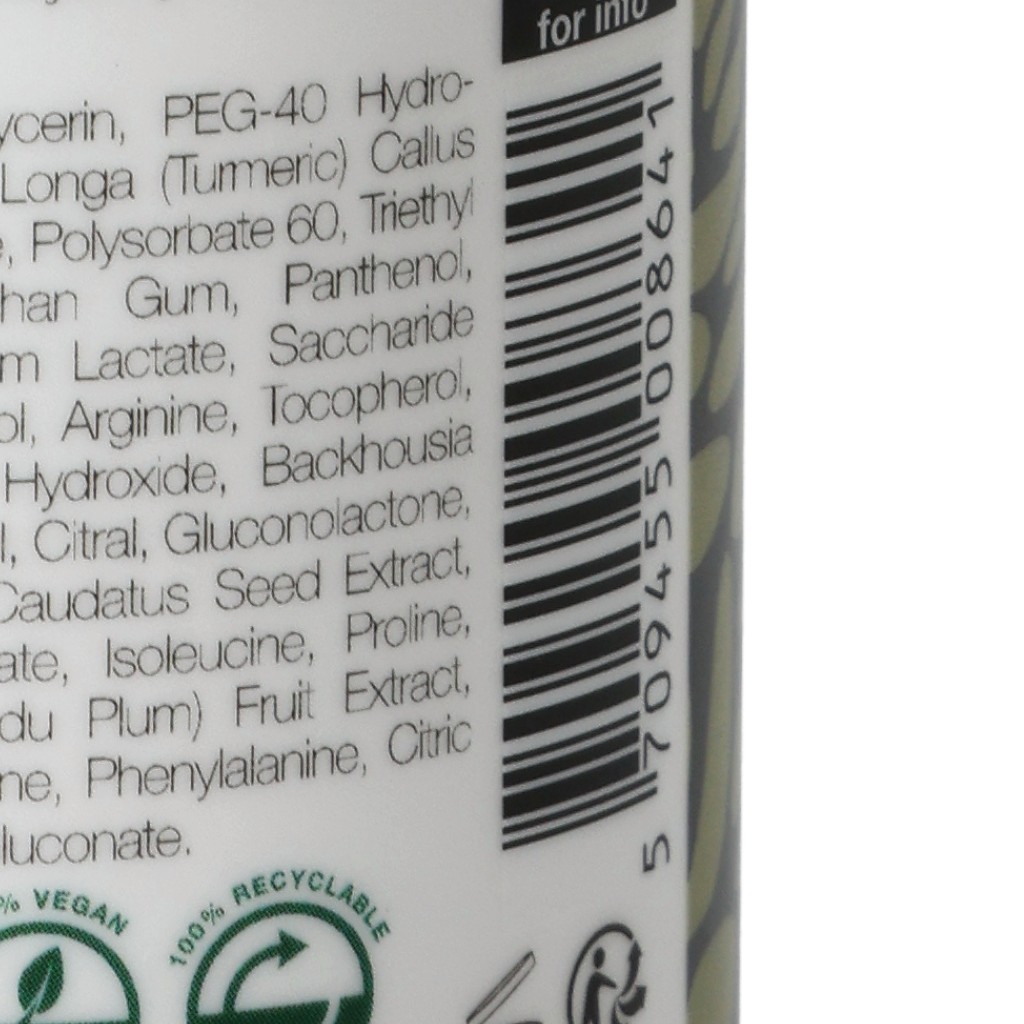 for info
ycerin, PEG-40 Hydro-
Longa (Turmeric) Callus
e, Polysorbate 60, Triethyl
han Gum, Panthenol,
m Lactate, Saccharide
ol, Arginine, Tocopherol,
Hydroxide, Backhousia
l, Citral, Gluconolactone,
Caudatus Seed Extract,
ate, Isoleucine, Proline,
du Plum) Fruit Extract,
ne, Phenylalanine, Citric
luconate.
5 709455 008641
% VEGAN
100% RECYCLABLE